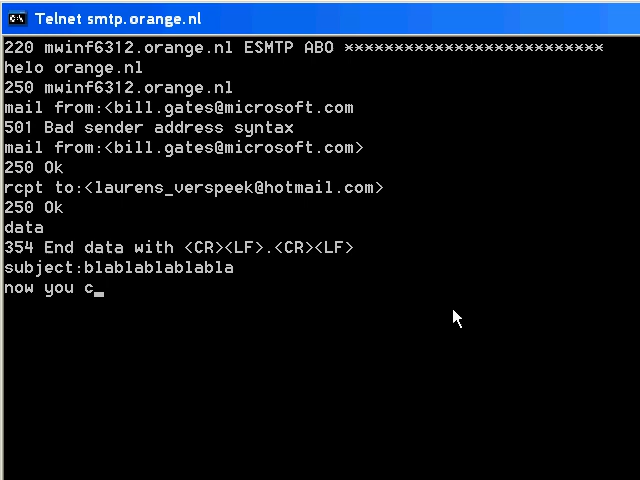 Telnet smtp.orange.nl
220 mwinf6312.orange.nl ESMTP ABO **************************
helo orange.nl
250 mwinf6312.orange.nl
mail from:<bill.gates@microsoft.com
501 Bad sender address syntax
mail from:<bill.gates@microsoft.com>
250 Ok
rcpt to:<laurens_verspeek@hotmail.com>
250 Ok
data
354 End data with <CR><LF>.<CR><LF>
subject:blablablablabla
now you c_